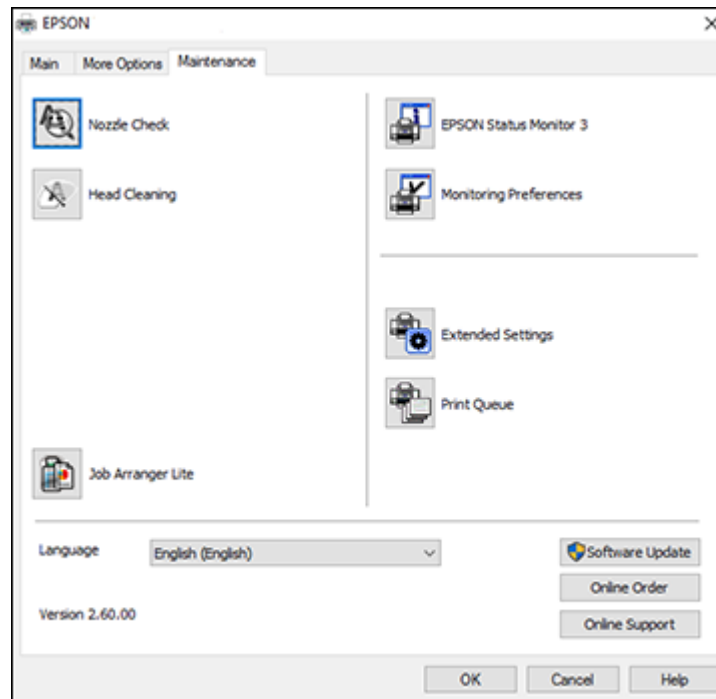 EPSON
Main
More Options
Maintenance
Nozzle Check
Head Cleaning
Job Arranger Lite
EPSON Status Monitor 3
Monitoring Preferences
Extended Settings
Print Queue
Language
English (English)
Version 2.60.00
Software Update
Online Order
Online Support
OK
Cancel
Help